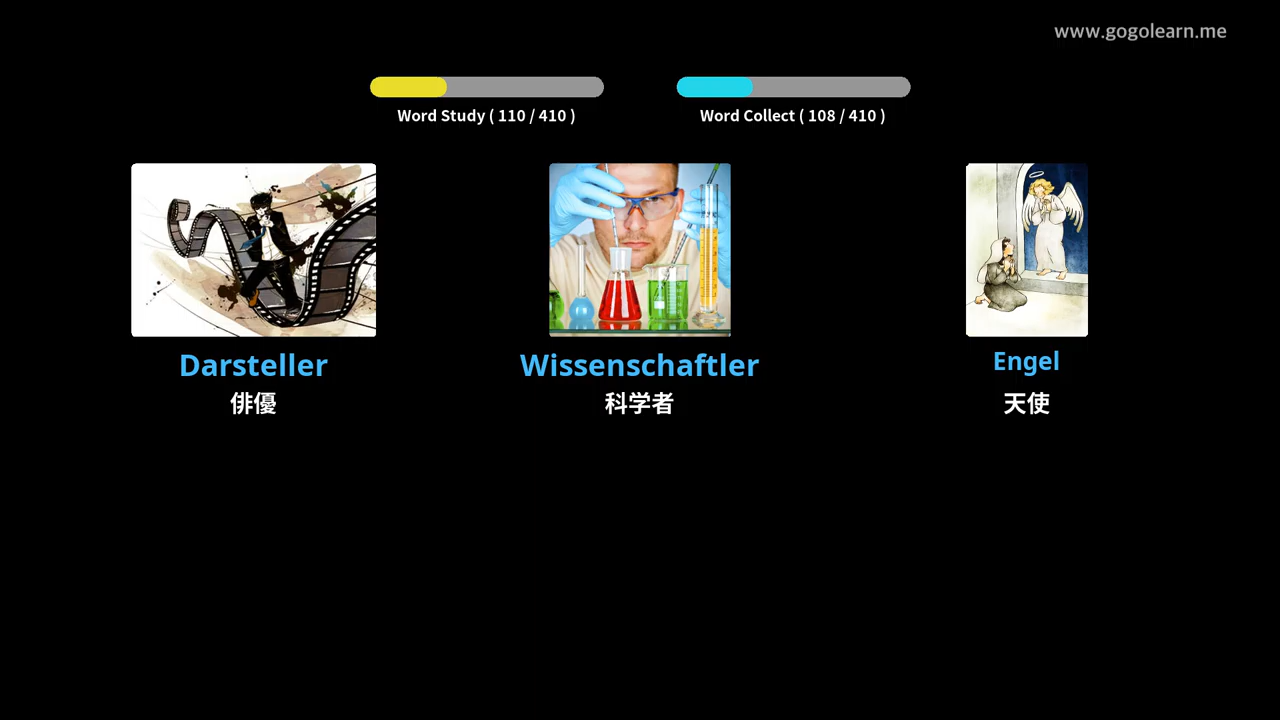 www.gogolearn.me
Word Study ( 110 / 410 )
Word Collect ( 108 / 410 )
Darsteller
俳優
Wissenschaftler
科学者
Engel
天使